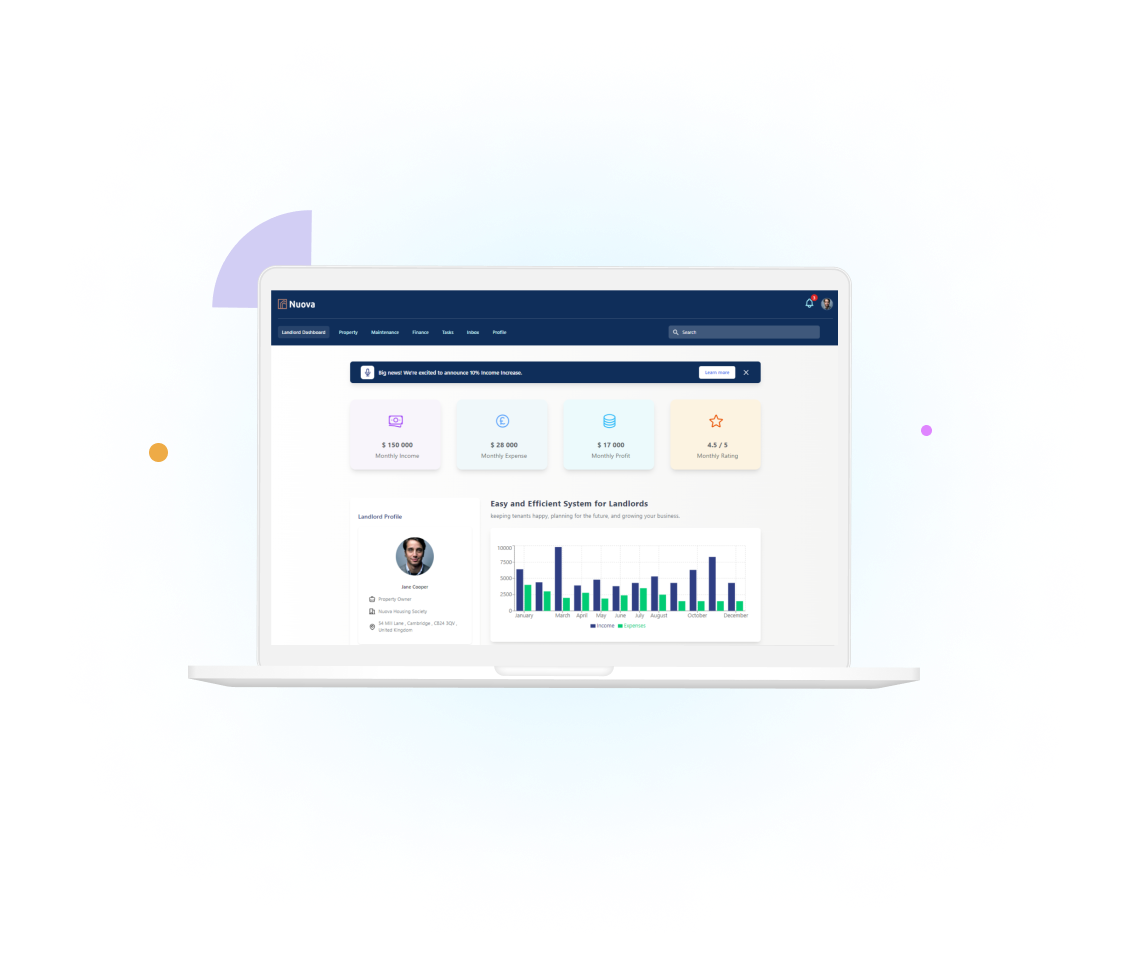 Nuova
3
Landlord Dashboard Property Maintenance Finance Tasks Inbox Profile Search
Big news! We're excited to announce 10% income increase. Learn more
$ 150 000
Monthly Income
$ 28 000
Monthly Expense
$ 17 000
Monthly Profit
4.5 / 5
Monthly Rating
Landlord Profile
Jane Cooper
Property Owner
Nuova Housing Society
54 Mill Lane , Cambridge ,
United Kingdom
Easy and Efficient System for Landlords
keeping tenants happy, planning for the future, and growing your business.
10000
7500
5000
2500
0
January March April May June July August October December
Income Expenses